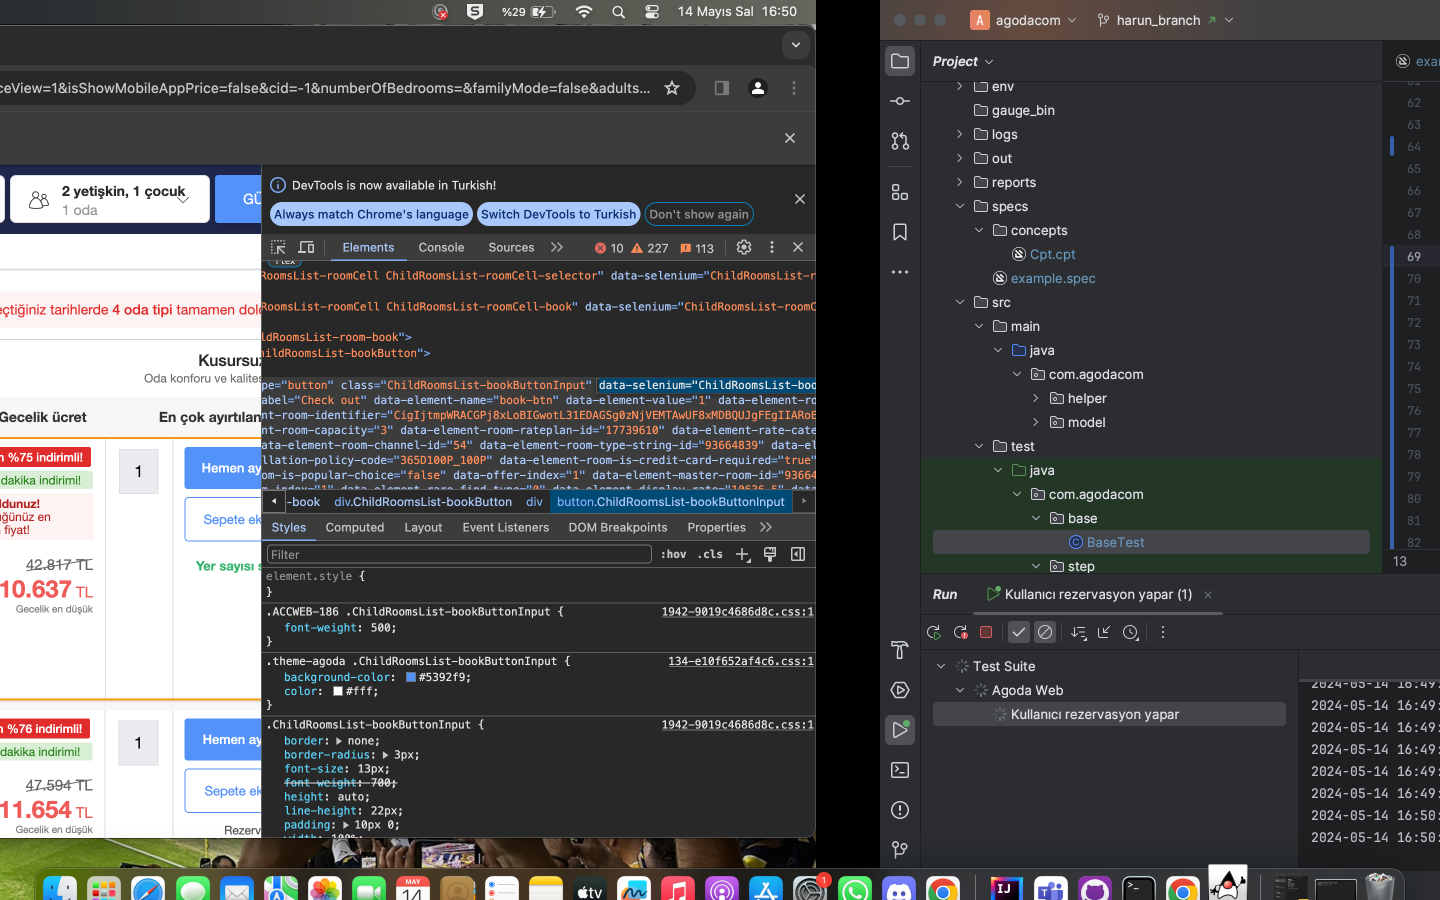 %29
14 Mayıs Sal 16:50
ceView=1&isShowMobileAppPrice=false&cid=-1&numberOfBedrooms=&familyMode=false&adults...
2 yetişkin, 1 çocuk
1 oda
GÜ
eçtiğiniz tarihlerde 4 oda tipi tamamen dolo
Kusursuz
Oda konforu ve kalites
Gecelik ücret
En çok ayırtılan
n %75 indirimli!
dakika indirimi!
ldunuz!
ğünüz en
fiyat!
42.817 TL
10.637 TL
Gecelik en düşük
1
Hemen ay
Sepete ek
Yer sayısı s
n %76 indirimli!
dakika indirimi!
47.594 TL
11.654 TL
Gecelik en düşük
1
Hemen ay
Sepete ek
Rezerv
DevTools is now available in Turkish!
Always match Chrome's language
Switch DevTools to Turkish
Don't show again
Elements
Console
Sources
10
227
113
flex
RoomsList-roomCell ChildRoomsList-roomCell-selector" data-selenium="ChildRoomsList-r
RoomsList-roomCell ChildRoomsList-roomCell-book" data-selenium="ChildRoomsList-roomC
ldRoomsList-room-book">
hildRoomsList-bookButton">
pe="button" class="ChildRoomsList-bookButtonInput" data-selenium="ChildRoomsList-boo
abel="Check out" data-element-name="book-btn" data-element-value="1" data-element-
nt-room-capacity="3" data-element-room-rateplan-id="17739610" data-element-rate-cate
ata-element-room-channel-id="54" data-element-room-type-string-id="93664839" data-el
llation-policy-code="365D100P_100P" data-element-room-is-credit-card-required="true"
om-is-popular-choice="false" data-offer-index="1" data-element-master-room-id="93664
-book
div.ChildRoomsList-bookButton
div
button.ChildRoomsList-bookButtonInput
Styles
Computed
Layout
Event Listeners
DOM Breakpoints
Properties
Filter
:hov
.cls
element.style {
}
.ACCWEB-186 .ChildRoomsList-bookButtonInput {
1942-9019c4686d8c.css:1
font-weight: 500;
}
.theme-agoda .ChildRoomsList-bookButtonInput {
134-e10f652af4c6.css:1
background-color: #5392f9;
color: #fff;
}
.ChildRoomsList-bookButtonInput {
1942-9019c4686d8c.css:1
border: none;
border-radius: 3px;
font-size: 13px;
font-weight: 700;
height: auto;
line-height: 22px;
padding: 10px 0;
width: 100%;
A
agodacom
harun_branch
Project
env
gauge_bin
logs
out
reports
specs
concepts
Cpt.cpt
example.spec
src
main
java
com.agodacom
helper
model
test
java
com.agodacom
base
BaseTest
step
exa
61
62
63
64
65
66
67
68
69
70
71
72
73
74
75
76
77
78
79
80
81
82
13
Run
Kullanıcı rezervasyon yapar (1)
Test Suite
Agoda Web
Kullanıcı rezervasyon yapar
2024-05-14 16:49:
2024-05-14 16:49:
2024-05-14 16:49:
2024-05-14 16:49:
2024-05-14 16:49:
2024-05-14 16:49:
2024-05-14 16:50:
2024-05-14 16:50:
MAY
14
tv
1
IJ